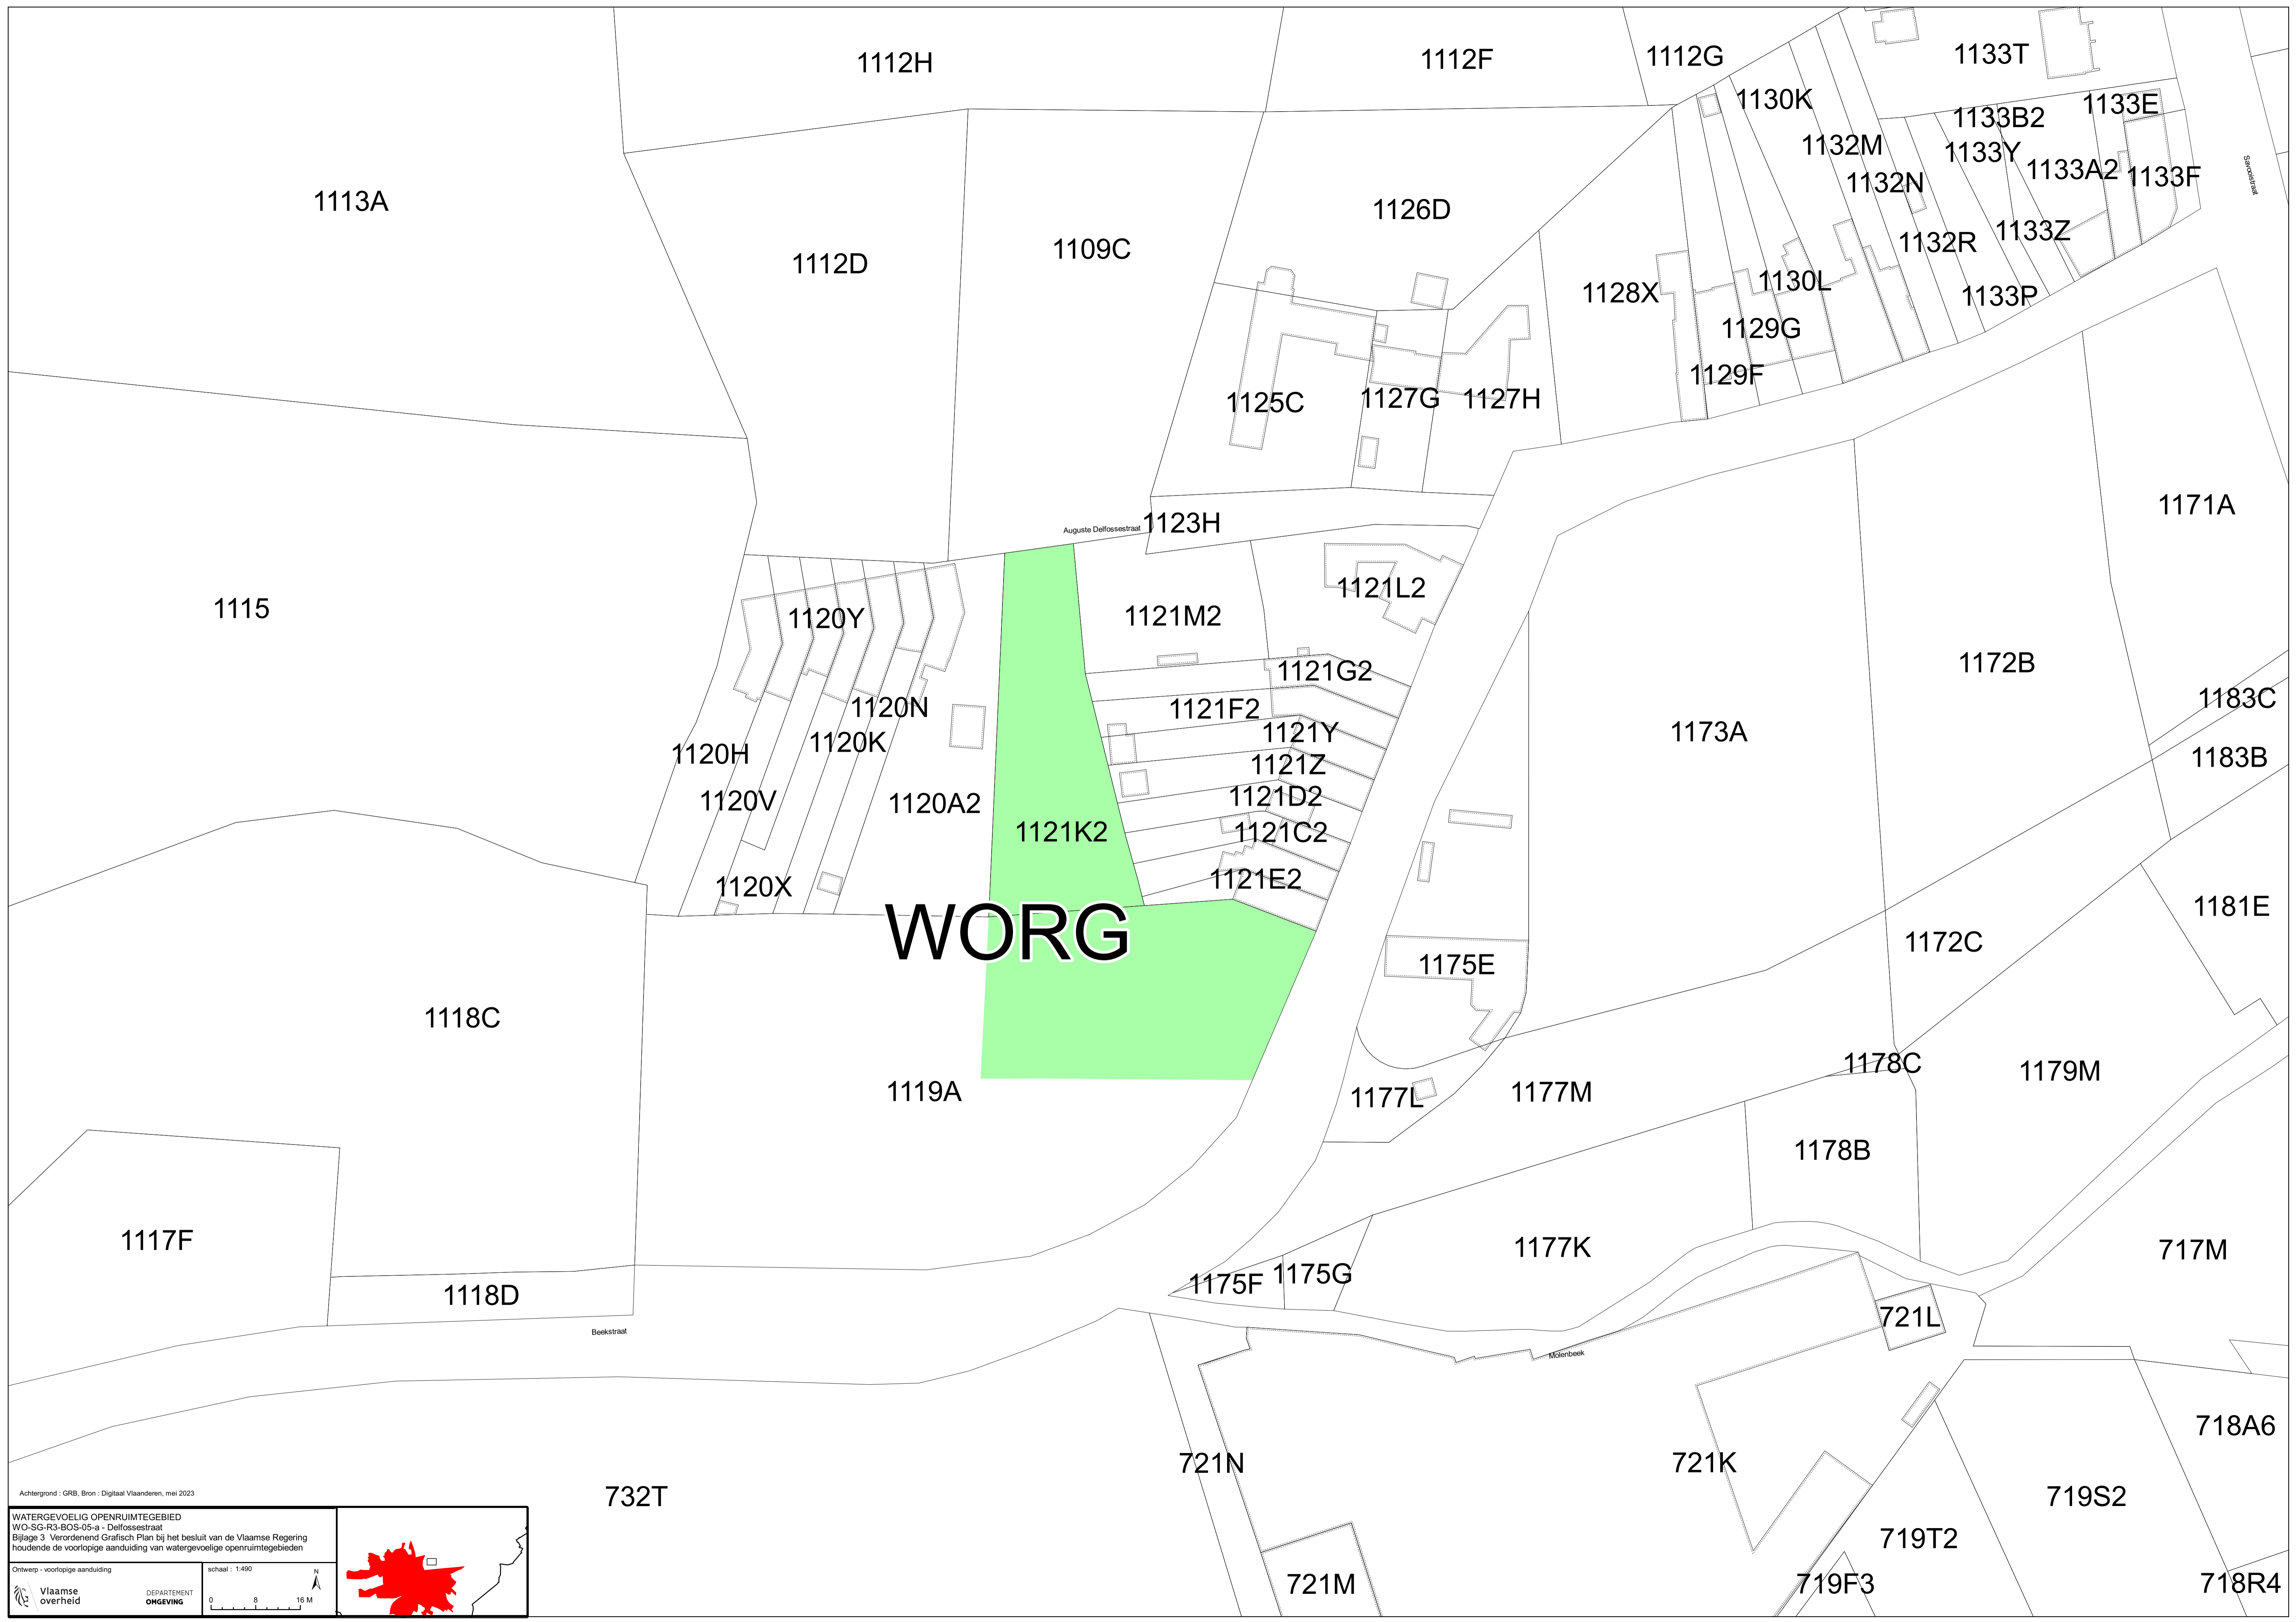 1112H
1112F
1112G
1133T
1130K
1133E
1133B2
1132M
1133Y
1133A2
1133F
Savooistraat
1132N
1113A
1126D
1133Z
1132R
1109C
1112D
1130L
1128X
1133P
1129G
1129F
1125C
1127G
1127H
1171A
1123H
Auguste Delfossestraat
1121L2
1115
1120Y
1121M2
1172B
1121G2
1183C
1120N
1121F2
1121Y
1173A
1120K
1120H
1183B
1121Z
1121D2
1120V
1120A2
1121K2
1121C2
1120X
1121E2
1181E
WORG
1172C
1175E
1118C
1178C
1179M
1119A
1177L
1177M
1178B
1117F
1177K
717M
1175G
1175F
1118D
721L
Beekstraat
Molenbeek
718A6
721N
721K
732T
719S2
719T2
721M
719F3
718R4
Achtergrond : GRB, Bron : Digitaal Vlaanderen, mei 2023
WATERGEVOELIG OPENRUIMTEGEBIED
WO-SG-R3-BOS-05-a - Delfossestraat
Bijlage 3 Verordenend Grafisch Plan bij het besluit van de Vlaamse Regering
houdende de voorlopige aanduiding van watergevoelige openruimtegebieden
Ontwerp - voorlopige aanduiding
schaal : 1:490
N
Vlaamse
overheid
DEPARTEMENT
OMGEVING
0 8 16 M